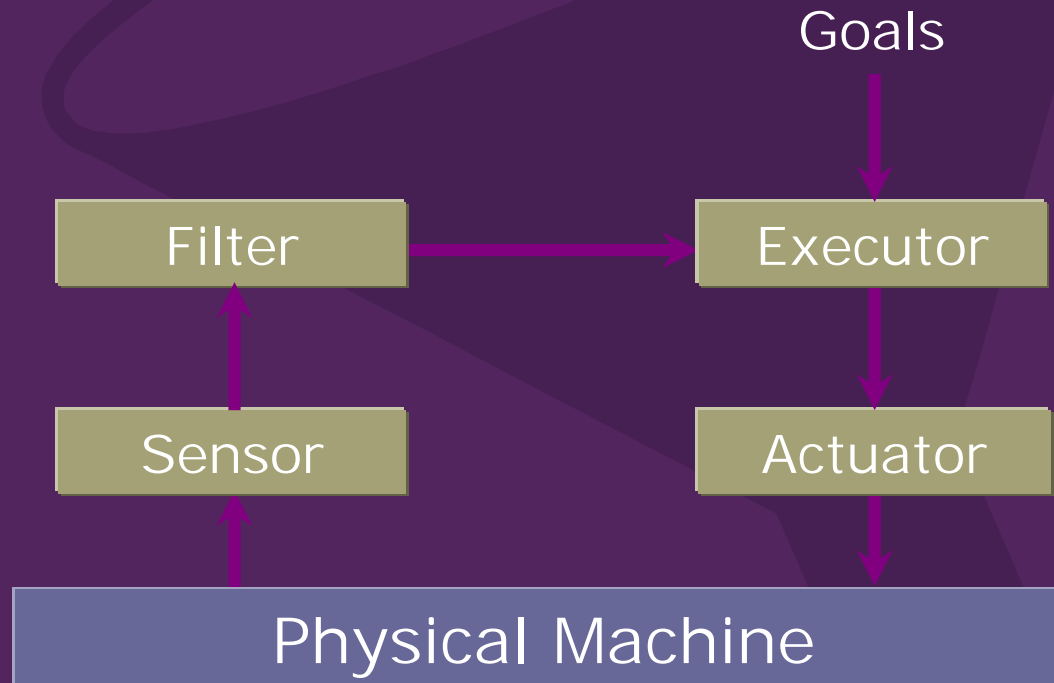 Goals
Filter
Executor
Sensor
Actuator
Physical Machine